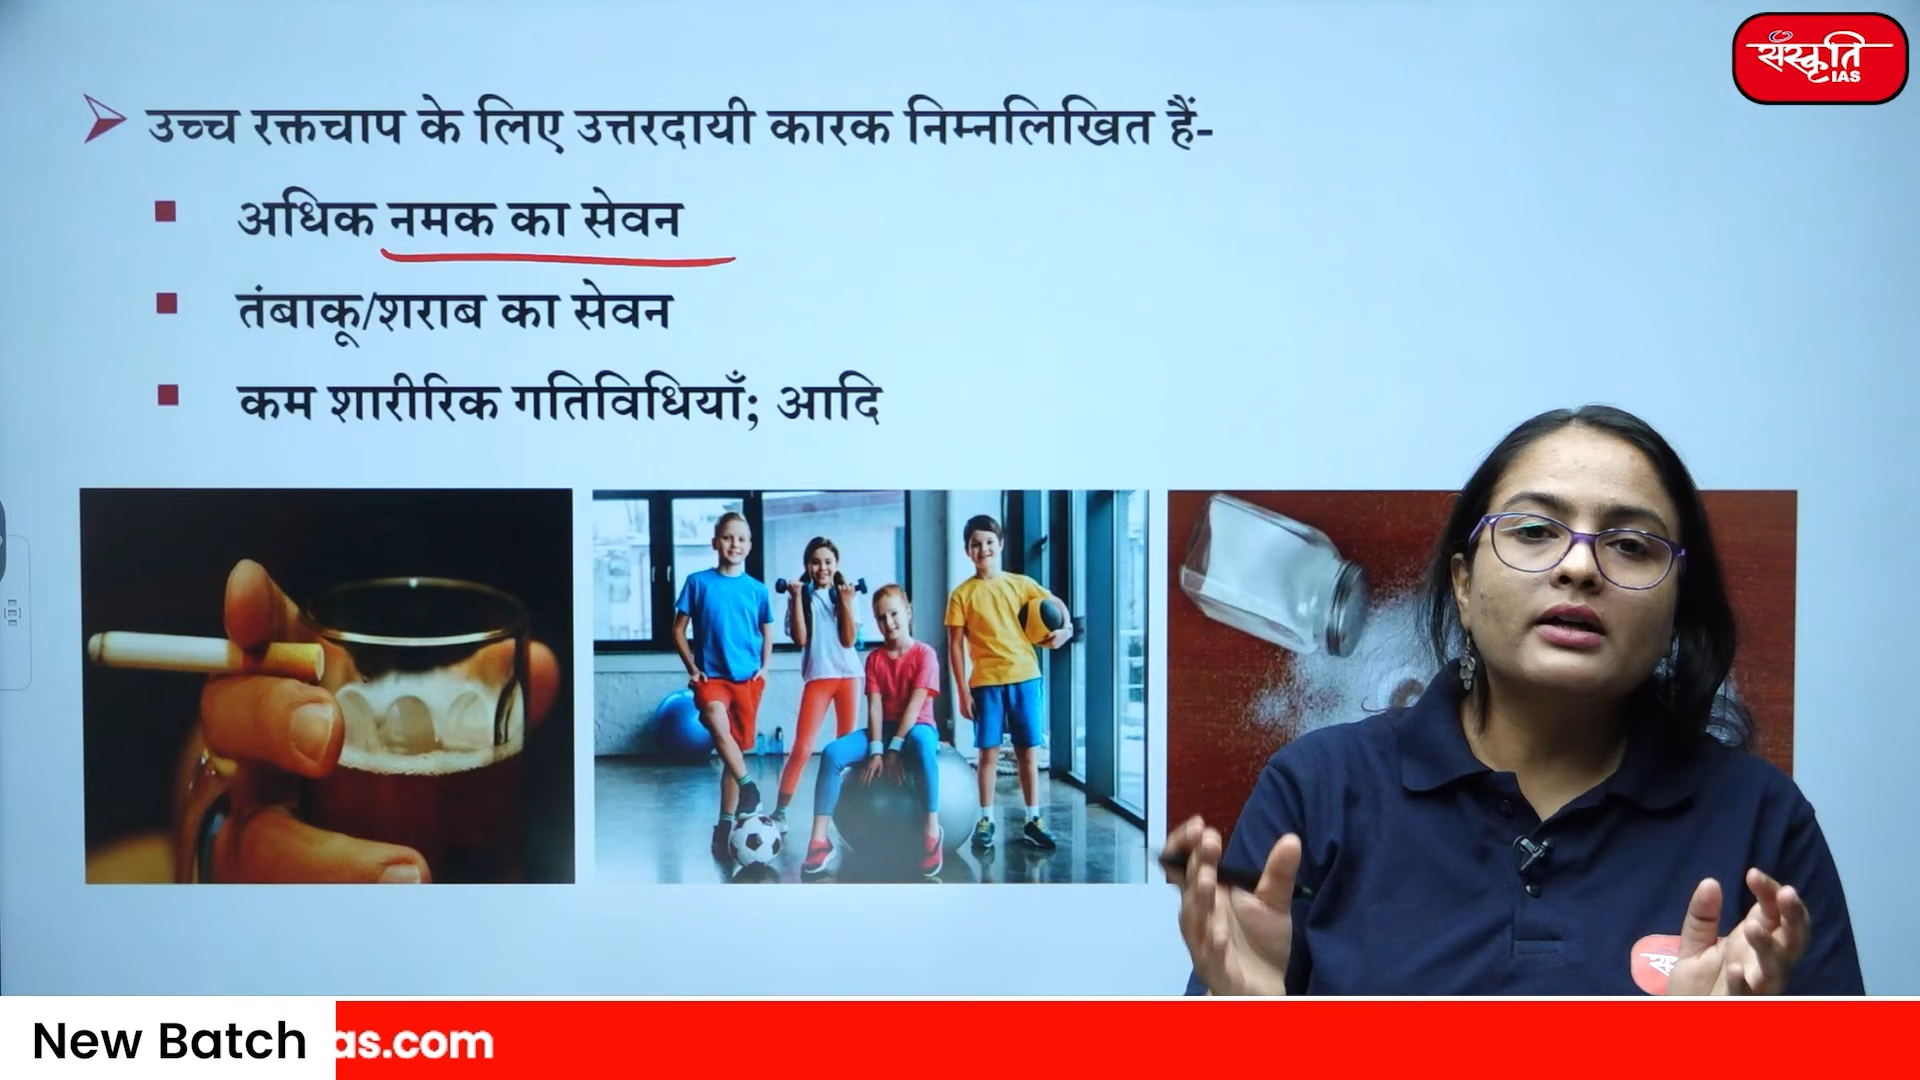 संस्कृति
IAS
उच्च रक्तचाप के लिए उत्तरदायी कारक निम्नलिखित हैं-
अधिक नमक का सेवन
तंबाकू/शराब का सेवन
कम शारीरिक गतिविधियाँ; आदि
New Batch
as.com